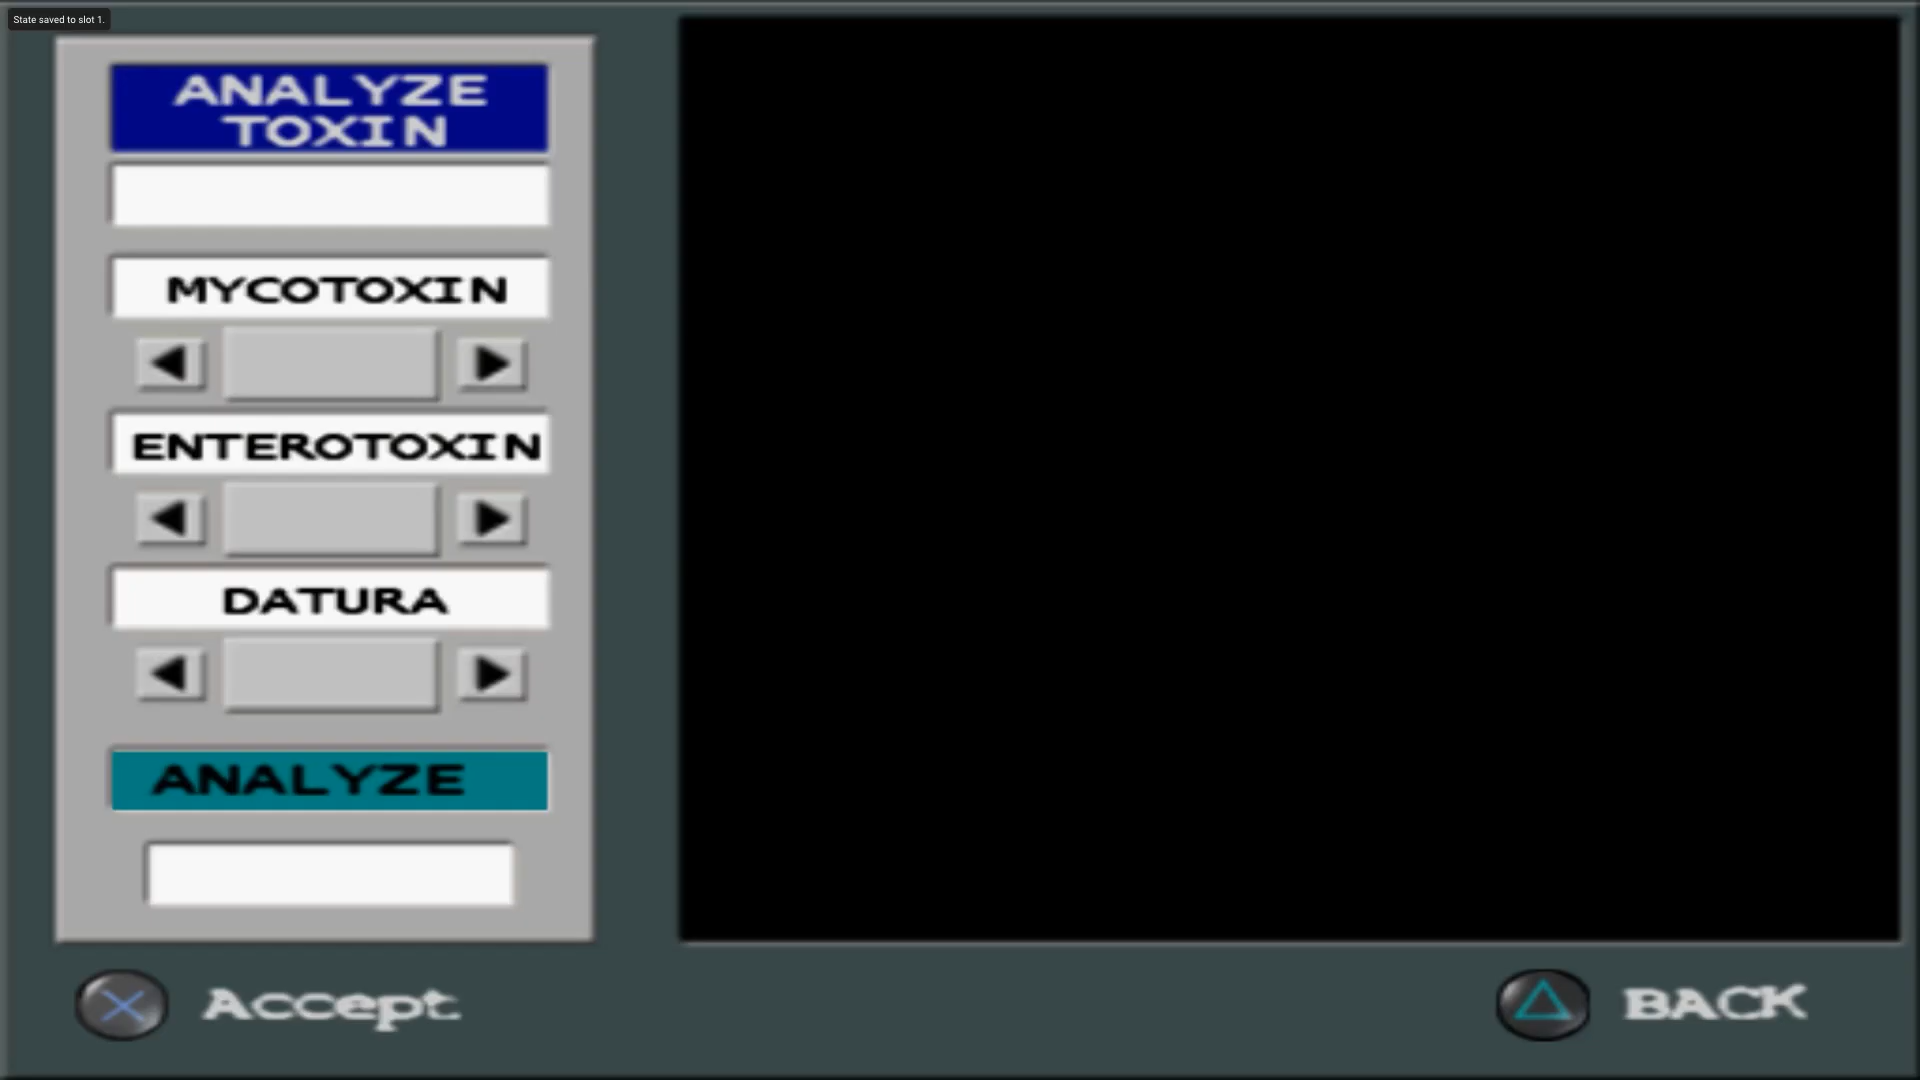 State saved to slot 1.
ANALYZE
TOXIN
MYCOTOXIN
ENTEROTOXIN
DATURA
ANALYZE
Accept
BACK